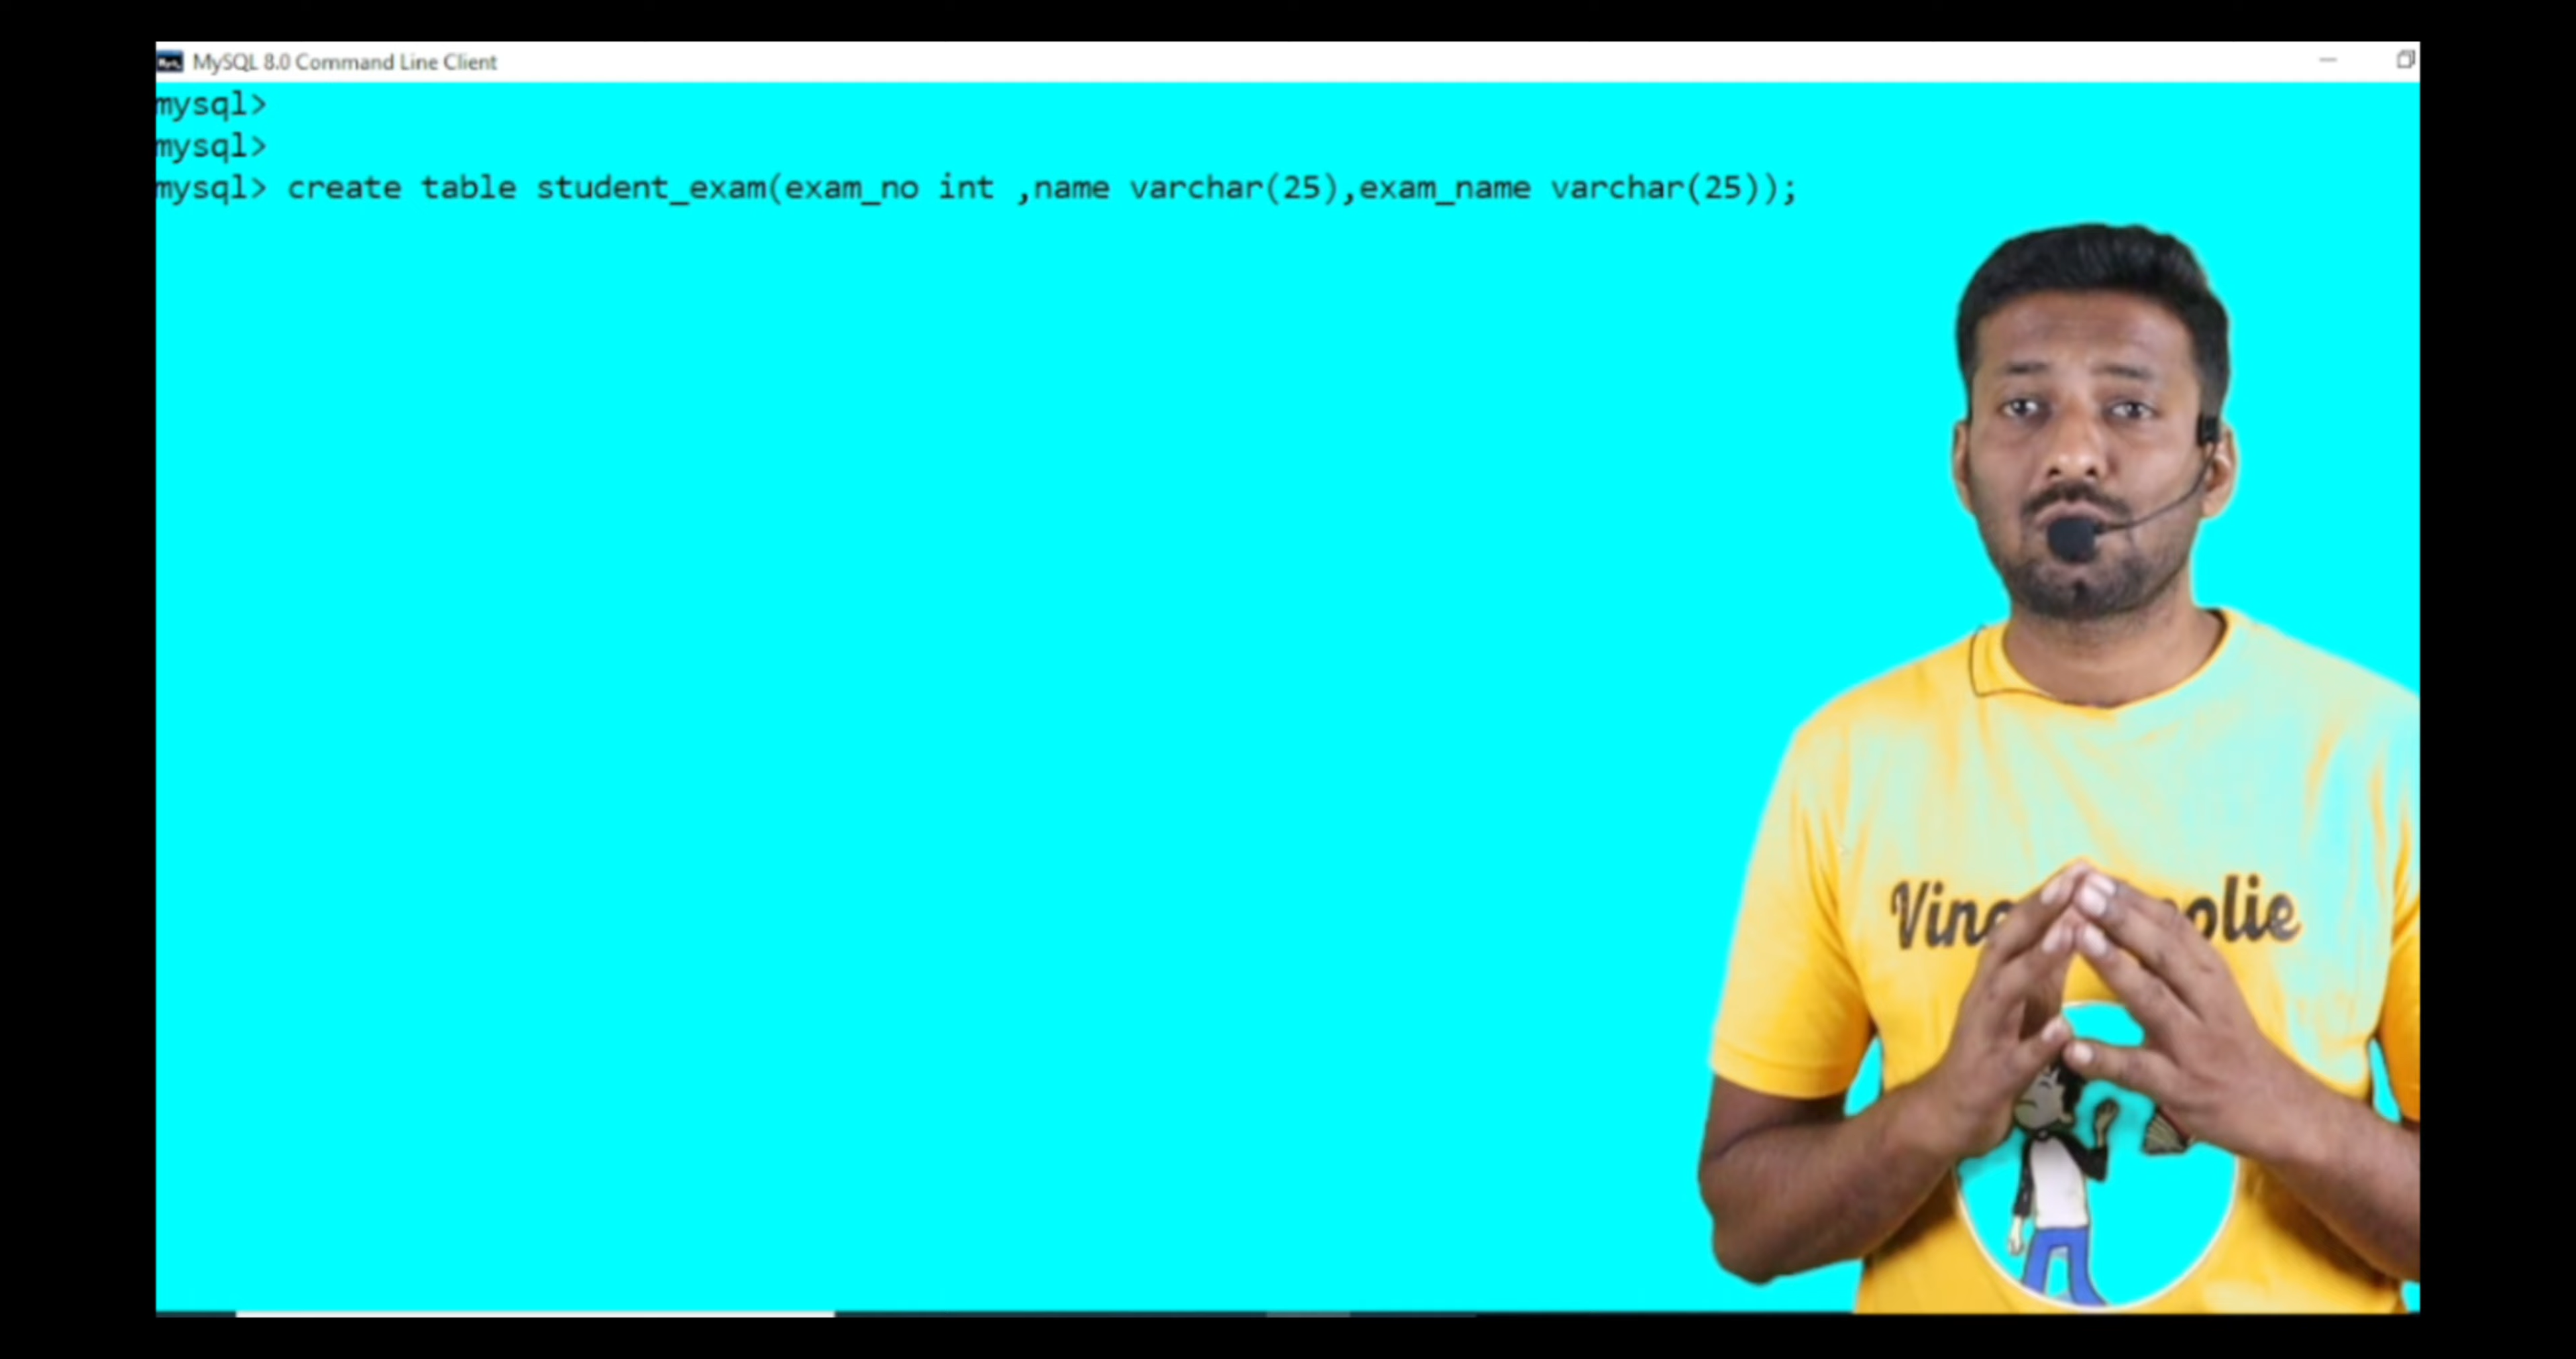 MySQL 8.0 Command Line Client
mysql>
mysql>
mysql> create table student_exam(exam_no int ,name varchar(25),exam_name varchar(25));